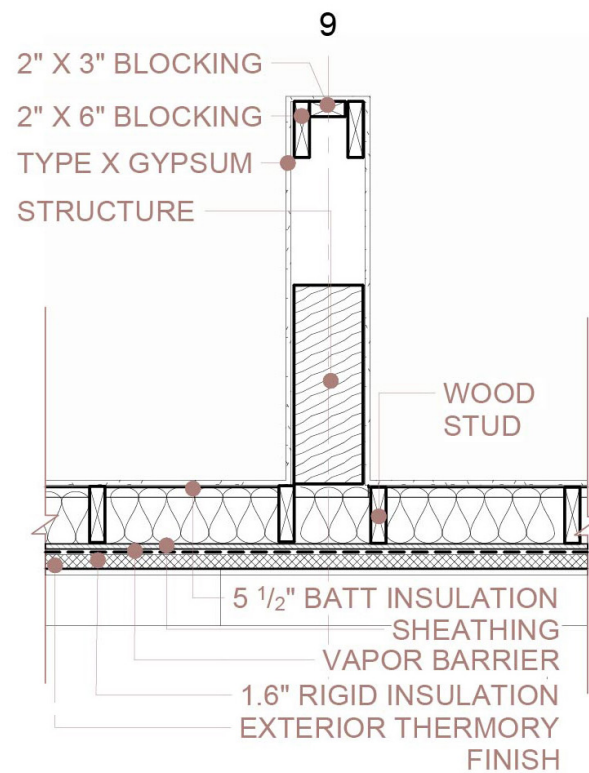 9
2" X 3" BLOCKING
2" X 6" BLOCKING
TYPE X GYPSUM
STRUCTURE
WOOD
STUD
5 1/2" BATT INSULATION
SHEATHING
VAPOR BARRIER
1.6" RIGID INSULATION
EXTERIOR THERMORY
FINISH